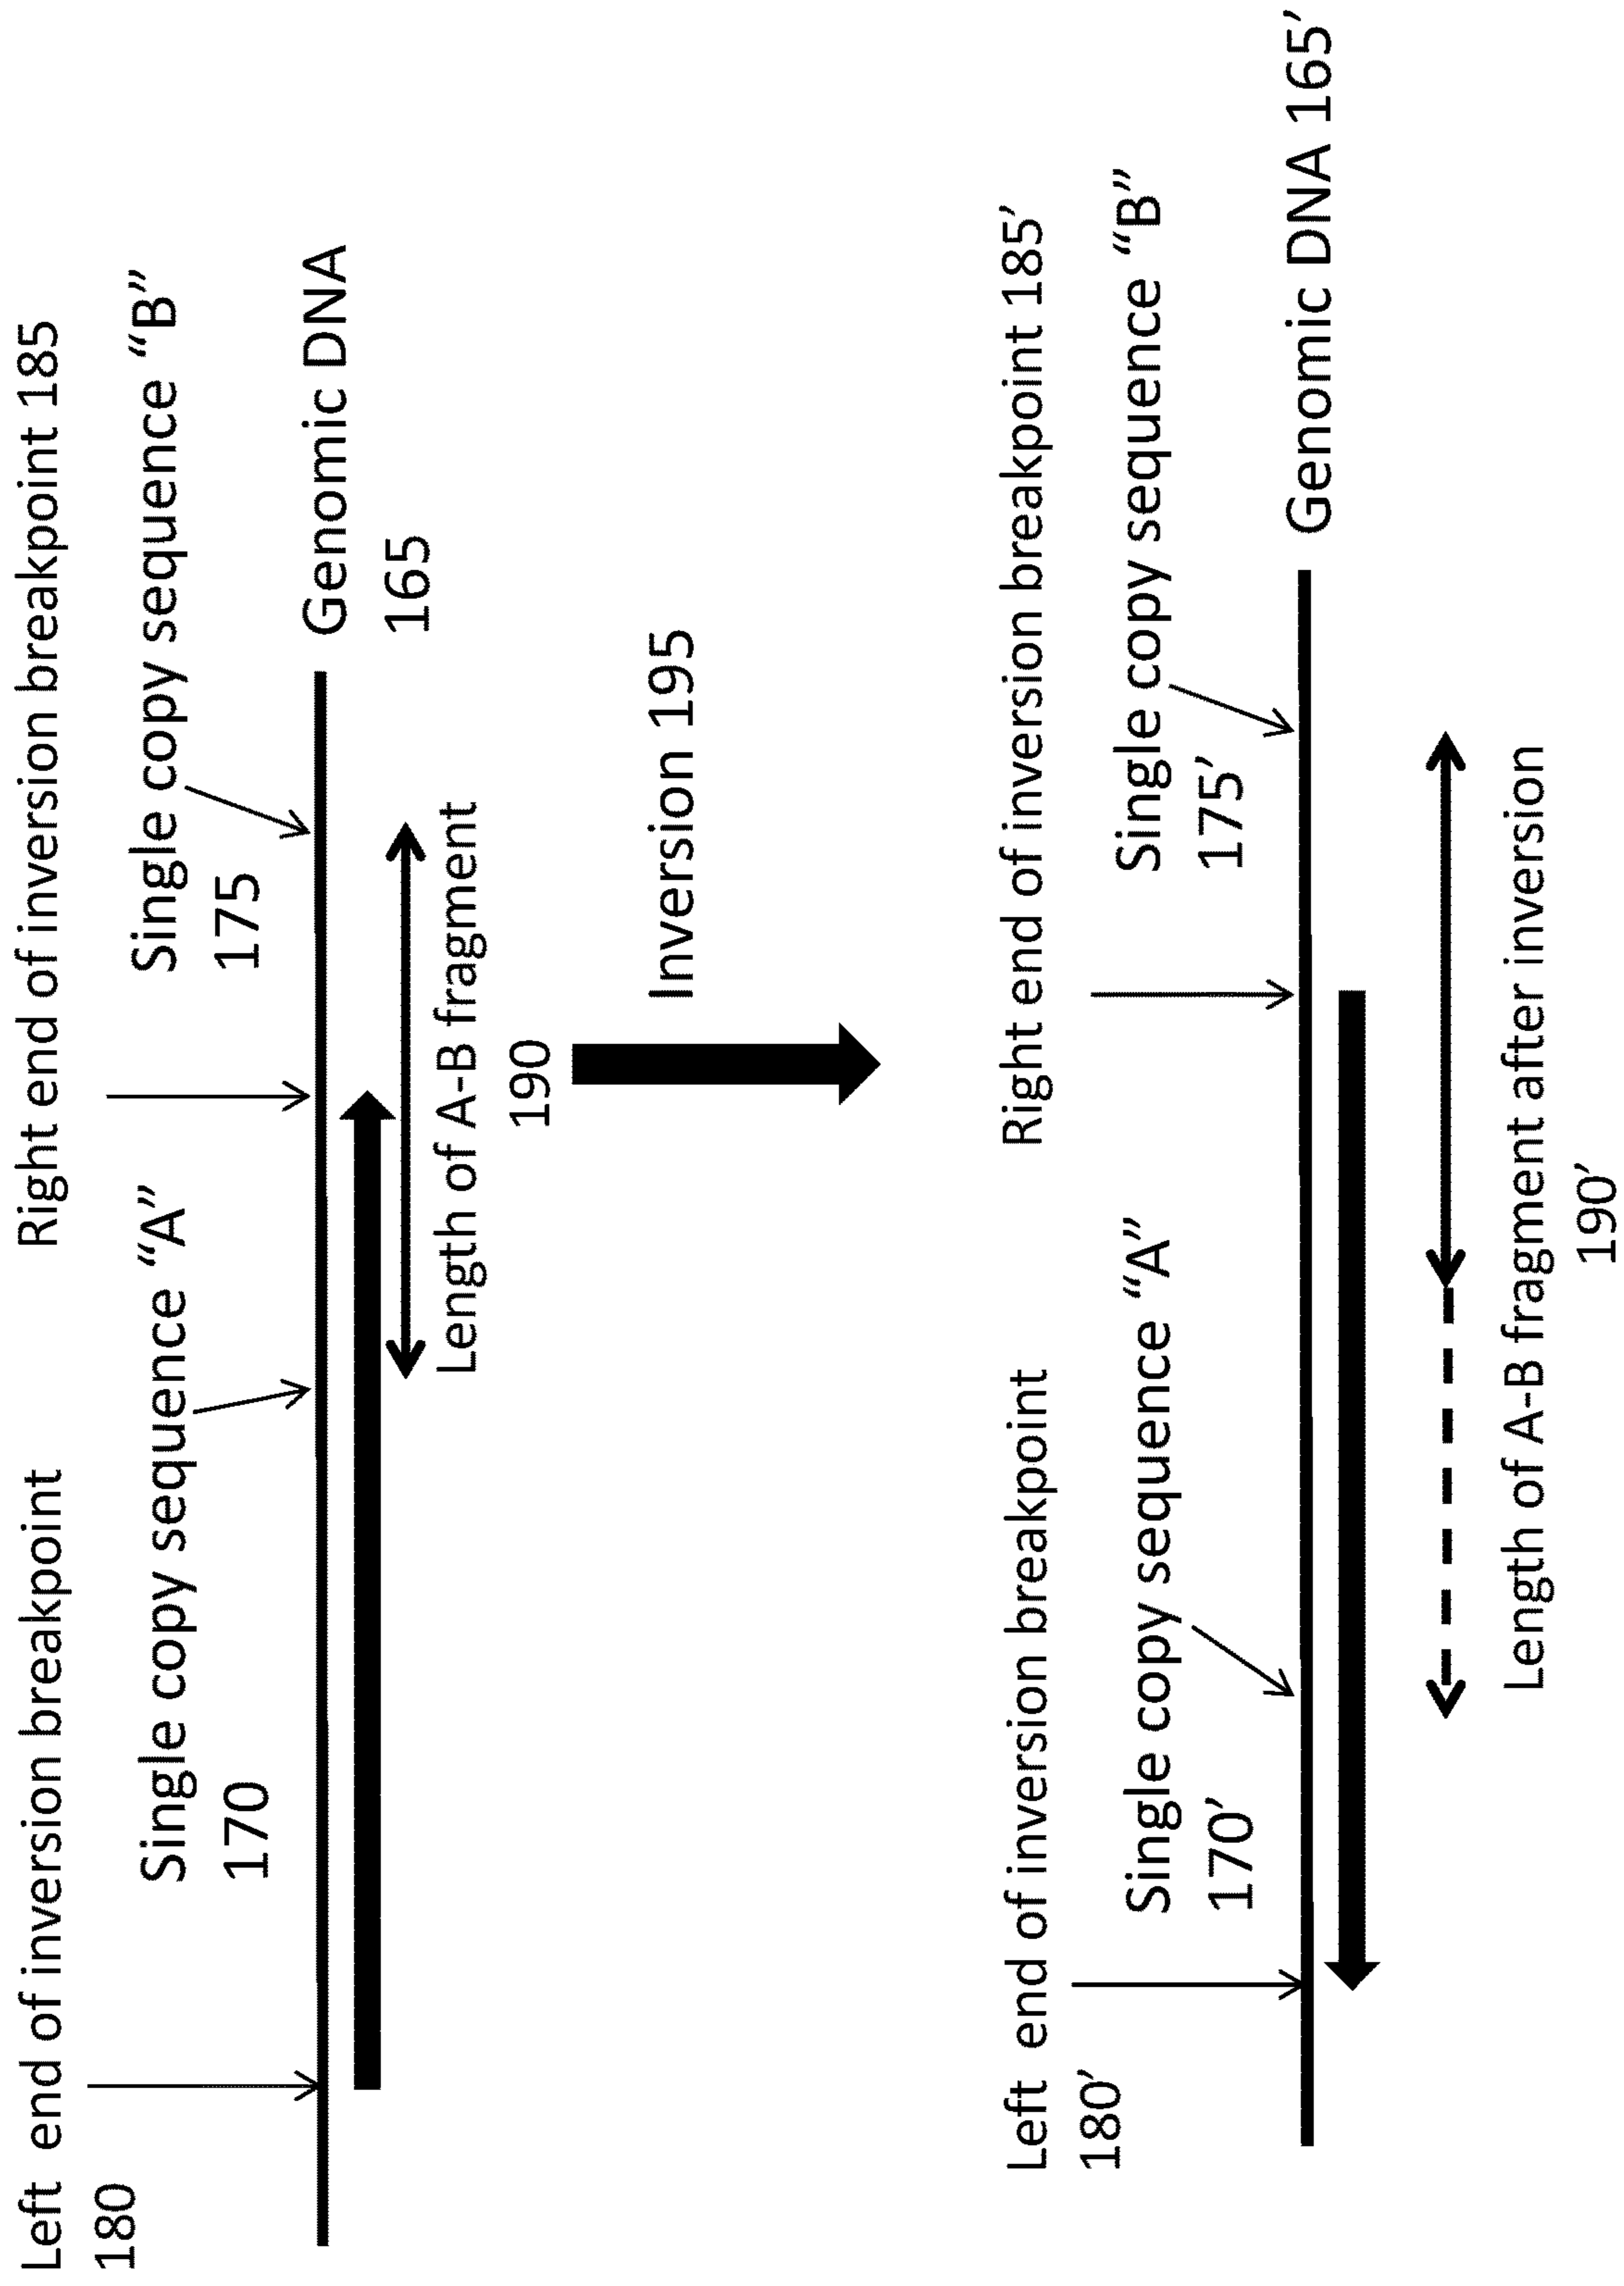 Left end of inversion breakpoint
180
Right end of inversion breakpoint 185
Single copy sequence “A”
170
Single copy sequence “B”
175
Genomic DNA
165
Length of A-B fragment
190
Inversion 195
Left end of inversion breakpoint
180’
Right end of inversion breakpoint 185’
Single copy sequence “A”
170’
Single copy sequence “B”
175’
Genomic DNA 165’
Length of A-B fragment after inversion
190’